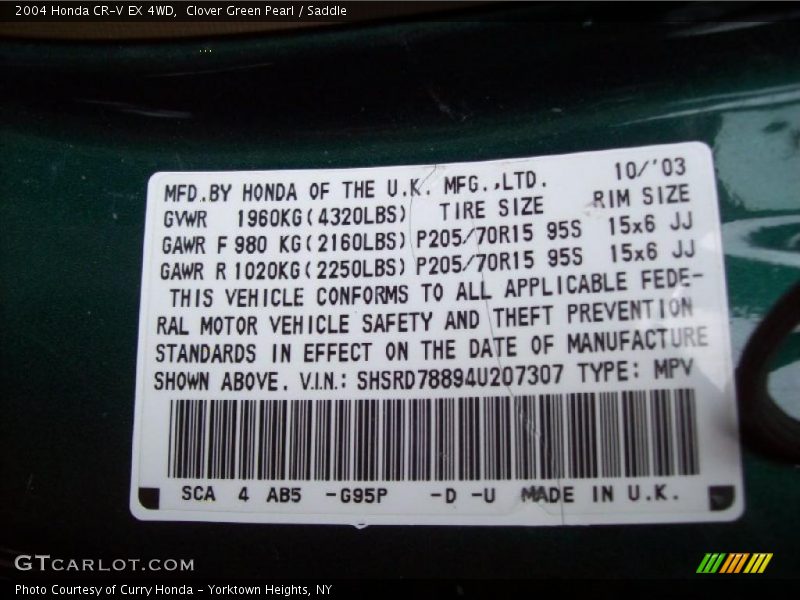 2004 Honda CR-V EX 4WD,  Clover Green Pearl / Saddle
10/'03
MFD.BY HONDA OF THE U.K. MFG.,LTD.
GVWR 1960KG(4320LBS) TIRE SIZE RIM SIZE
GAWR F 980 KG(2160LBS) P205/70R15 95S 15x6 JJ
GAWR R 1020KG(2250LBS) P205/70R15 95S 15x6 JJ
THIS VEHICLE CONFORMS TO ALL APPLICABLE FEDE-
RAL MOTOR VEHICLE SAFETY AND THEFT PREVENTION
STANDARDS IN EFFECT ON THE DATE OF MANUFACTURE
SHOWN ABOVE. V.I.N.: SHSRD78894U207307 TYPE: MPV
SCA 4 AB5 -G95P -D -U MADE IN U.K.
GTCARLOT.COM
Photo Courtesy of Curry Honda - Yorktown Heights, NY